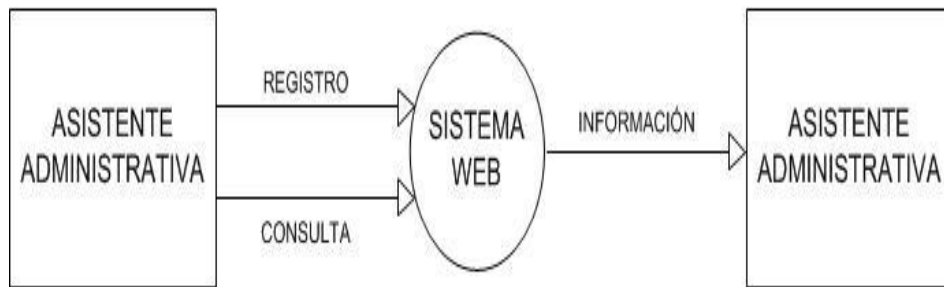 ASISTENTE
ADMINISTRATIVA
REGISTRO
CONSULTA
SISTEMA
WEB
INFORMACIÓN
ASISTENTE
ADMINISTRATIVA